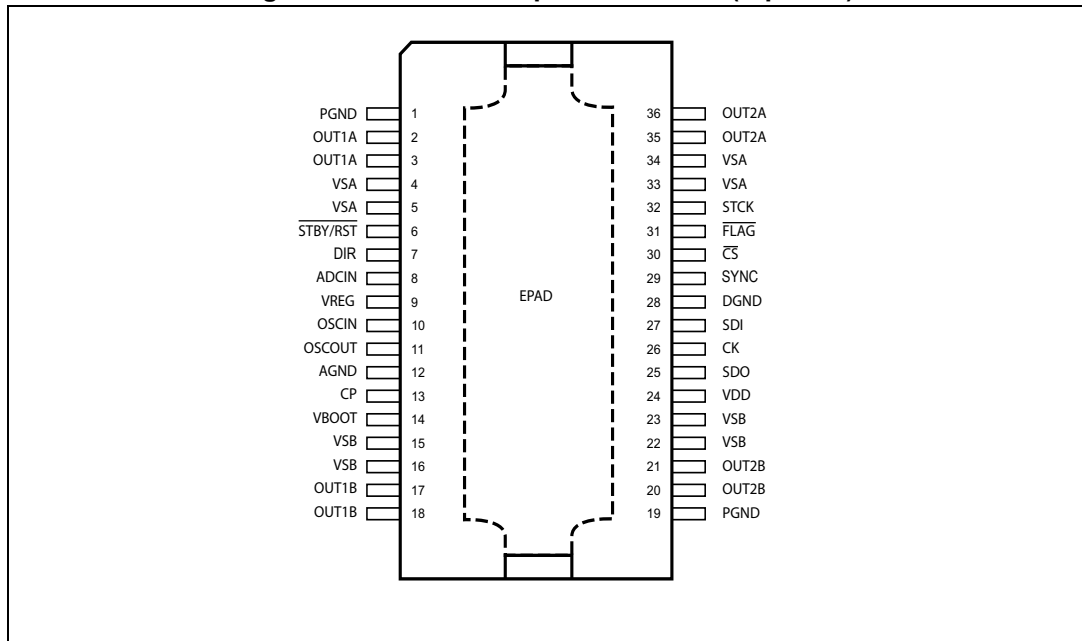 PGND 1
OUT1A 2
OUT1A 3
VSA 4
VSA 5
STBY/RST 6
DIR 7
ADCIN 8
VREG 9
OSCIN 10
OSCOUT 11
AGND 12
CP 13
VBOOT 14
VSB 15
VSB 16
OUT1B 17
OUT1B 18
EPAD
36 OUT2A
35 OUT2A
34 VSA
33 VSA
32 STCK
31 FLAG
30 CS
29 SYNC
28 DGND
27 SDI
26 CK
25 SDO
24 VDD
23 VSB
22 VSB
21 OUT2B
20 OUT2B
19 PGND